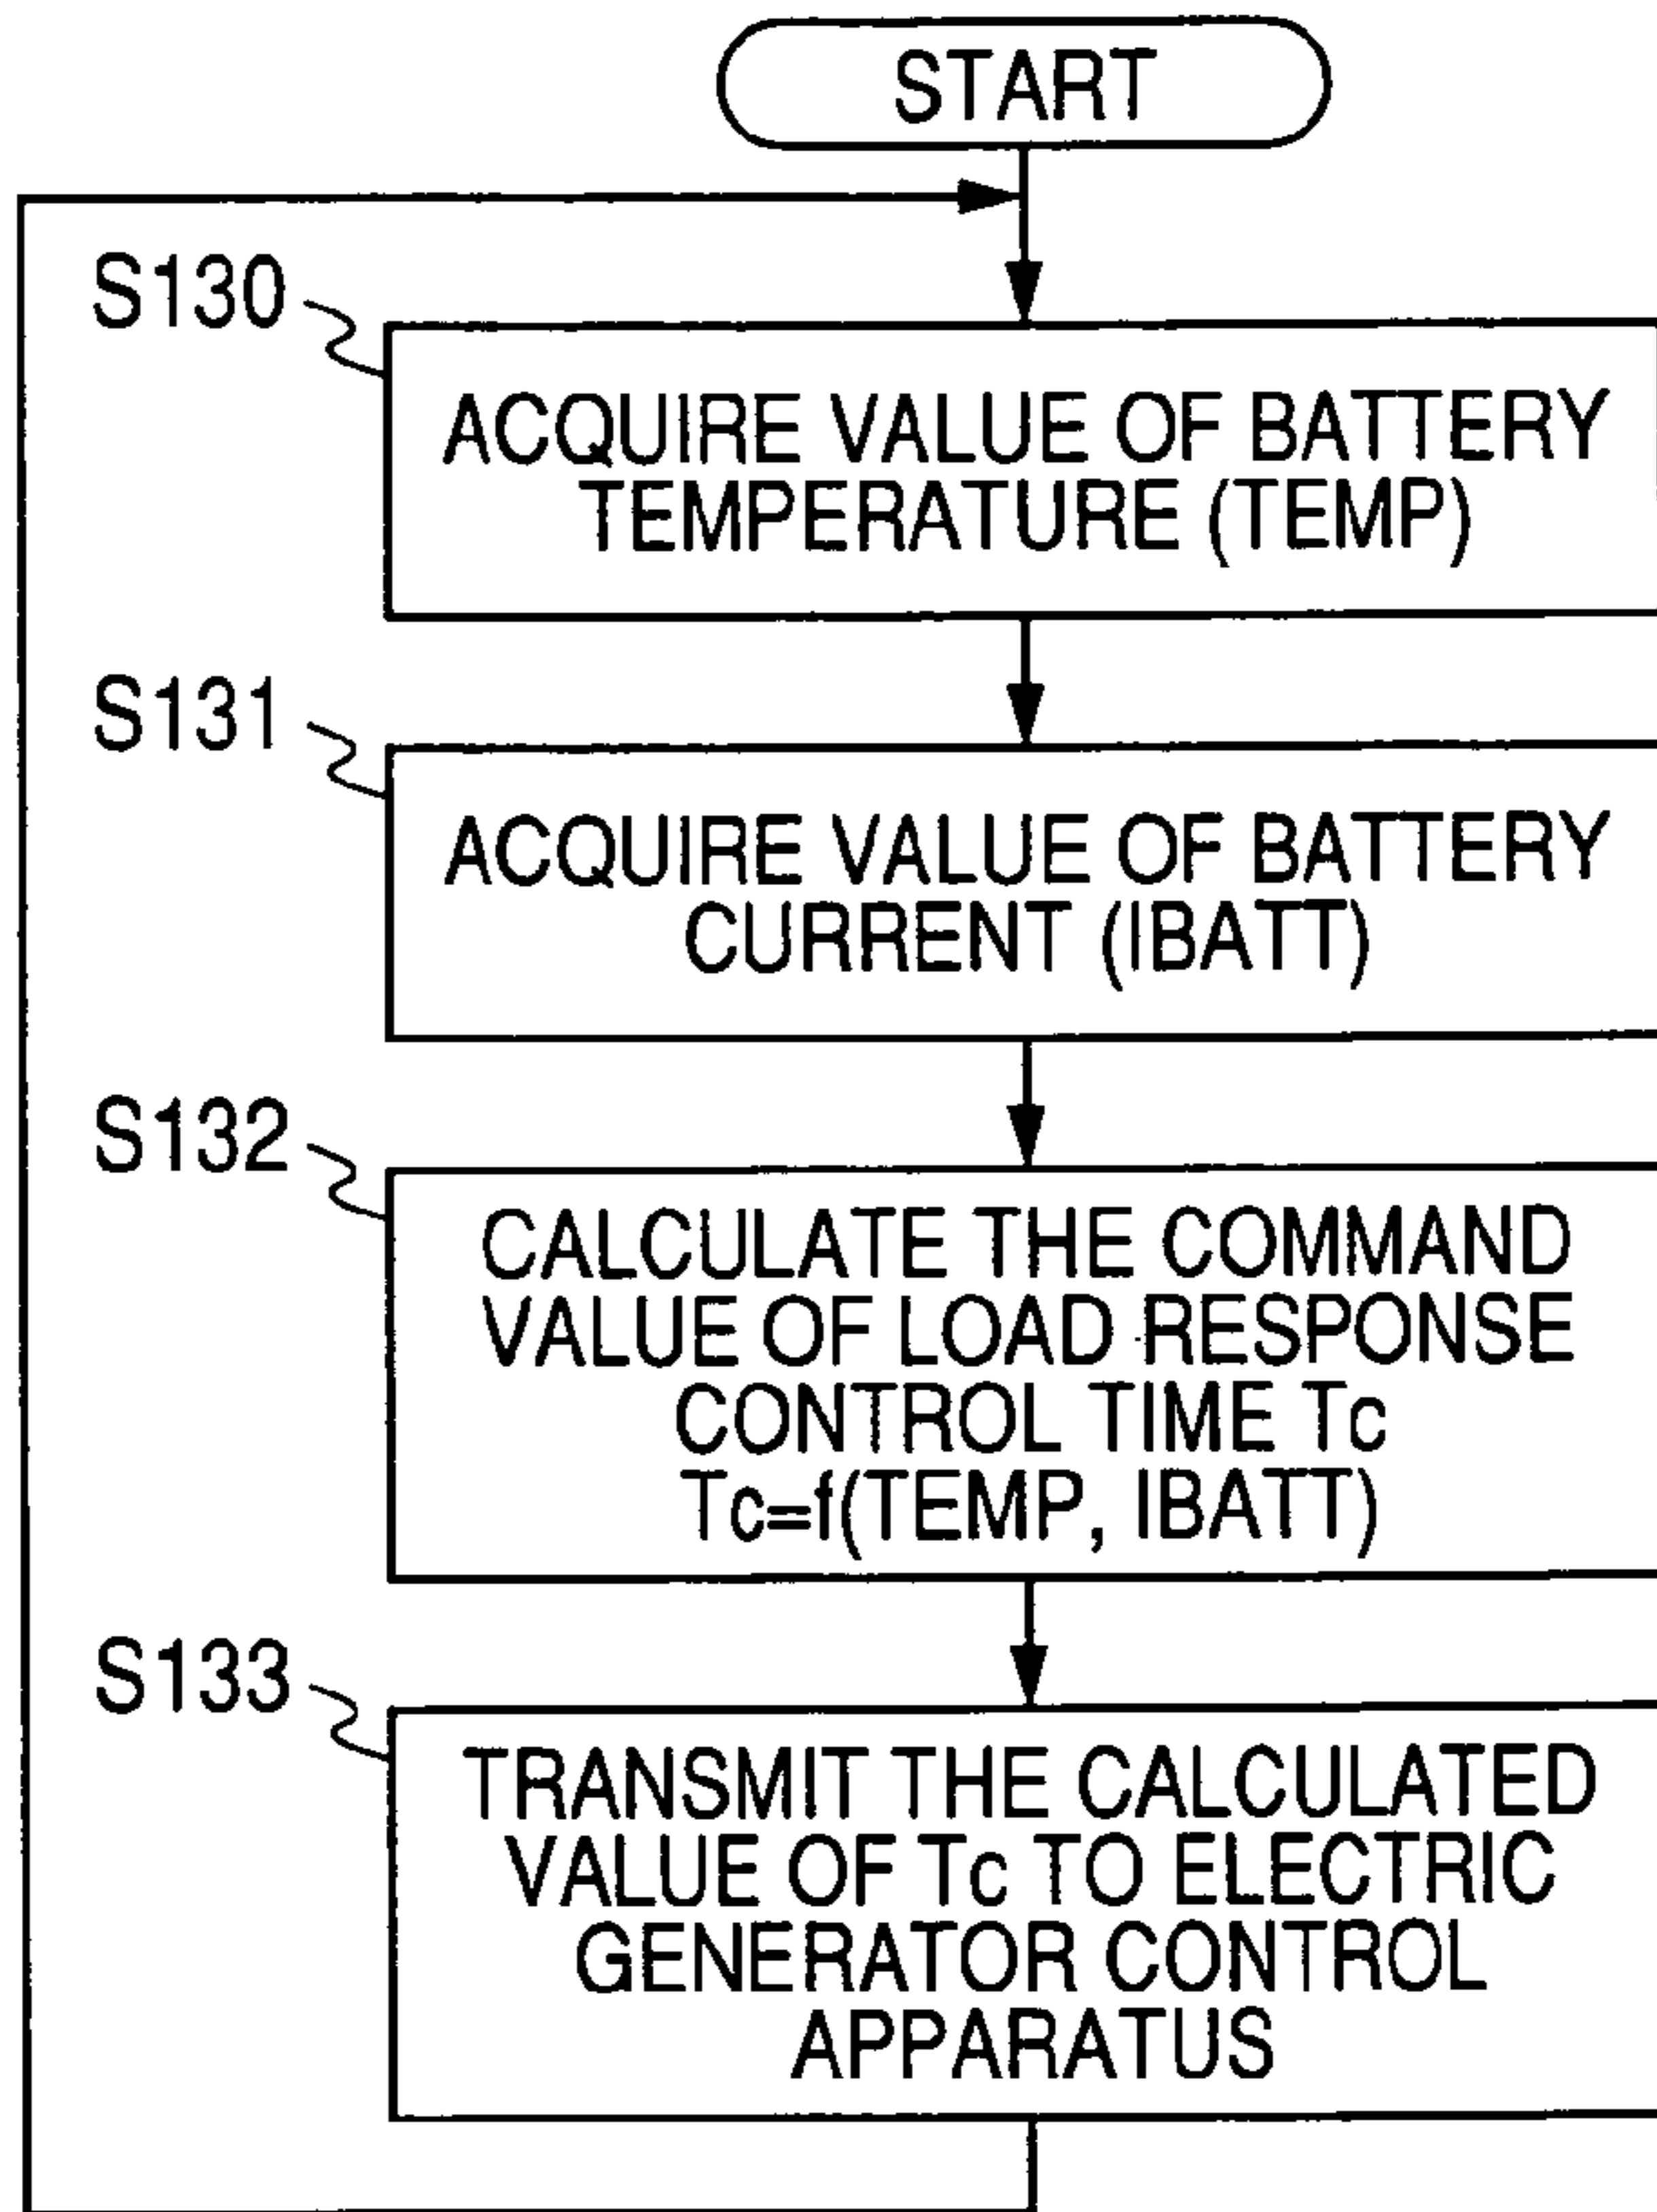 START
S130
ACQUIRE VALUE OF BATTERY
TEMPERATURE (TEMP)
S131
ACQUIRE VALUE OF BATTERY
CURRENT (IBATT)
S132
CALCULATE THE COMMAND
VALUE OF LOAD RESPONSE
CONTROL TIME Tc
Tc=f(TEMP, IBATT)
S133
TRANSMIT THE CALCULATED
VALUE OF Tc TO ELECTRIC
GENERATOR CONTROL
APPARATUS